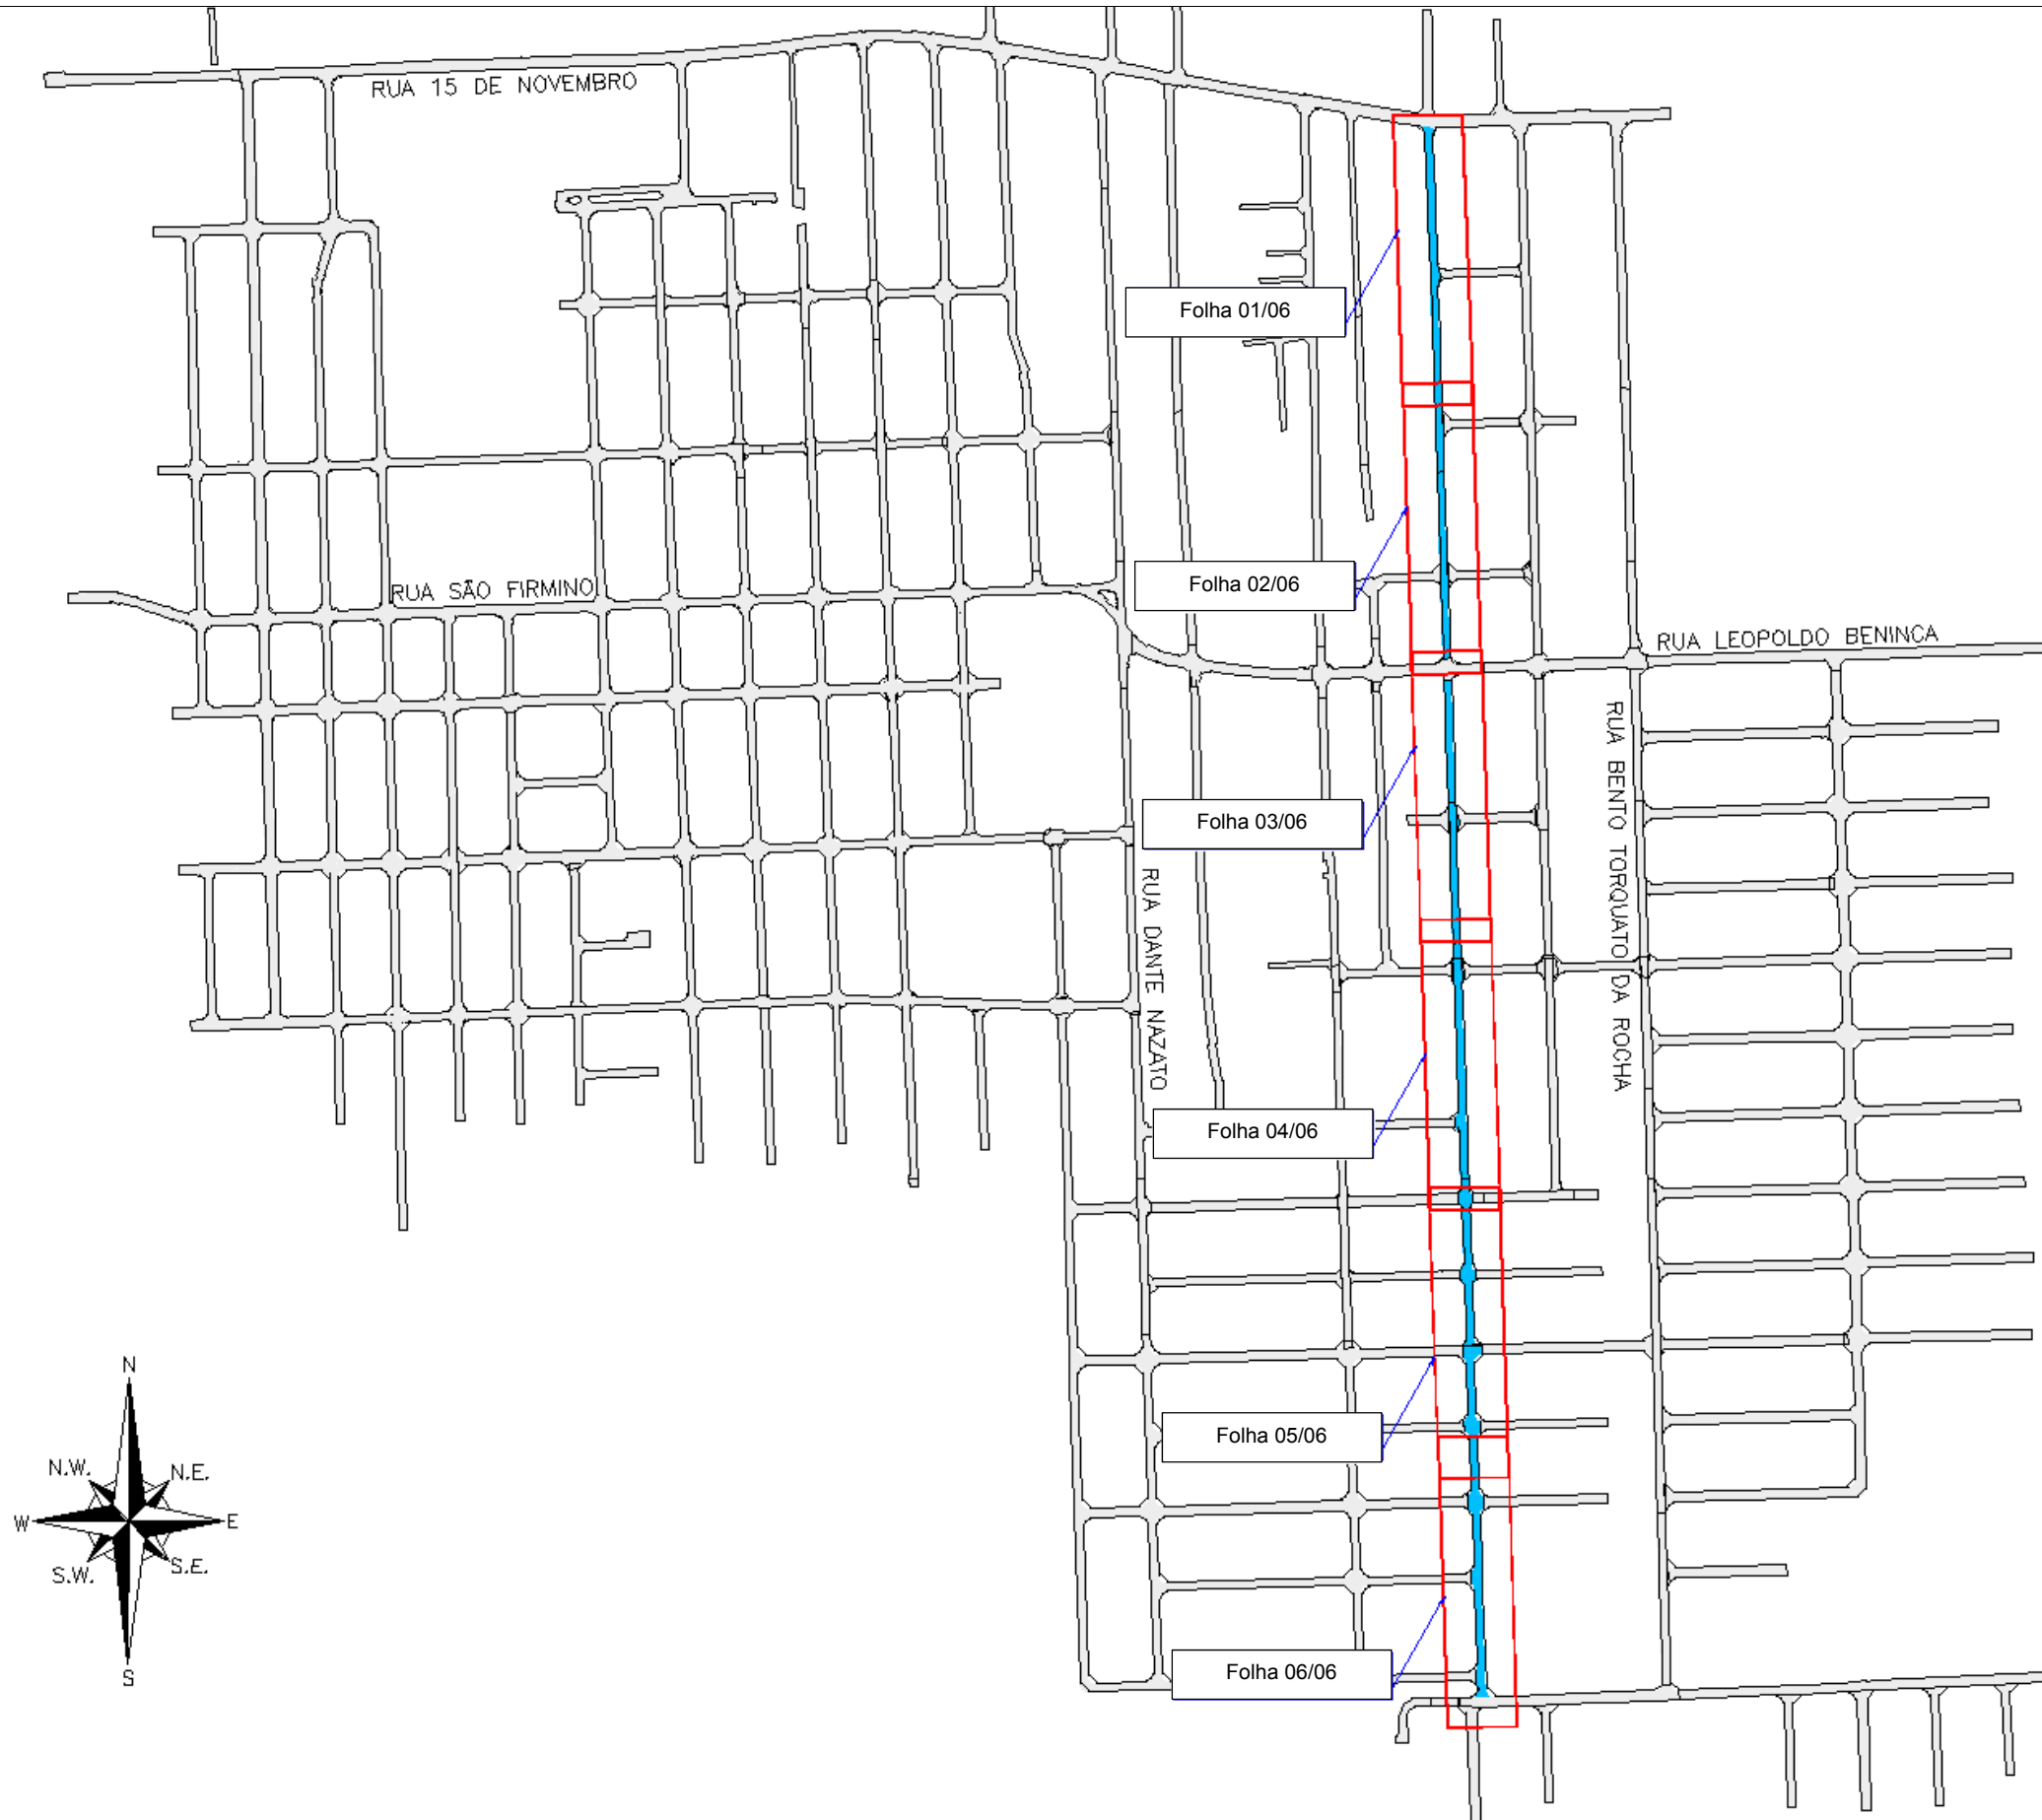 RUA 15 DE NOVEMBRO
Folha 01/06
Folha 02/06
RUA SÃO FIRMINO
RUA LEOPOLDO BENINCA
RUA BENTO TORQUATO DA ROCHA
Folha 03/06
RUA DANTE NAZATO
Folha 04/06
Folha 05/06
Folha 06/06
N
N.W.
N.E.
W
E
S.W.
S.E.
S